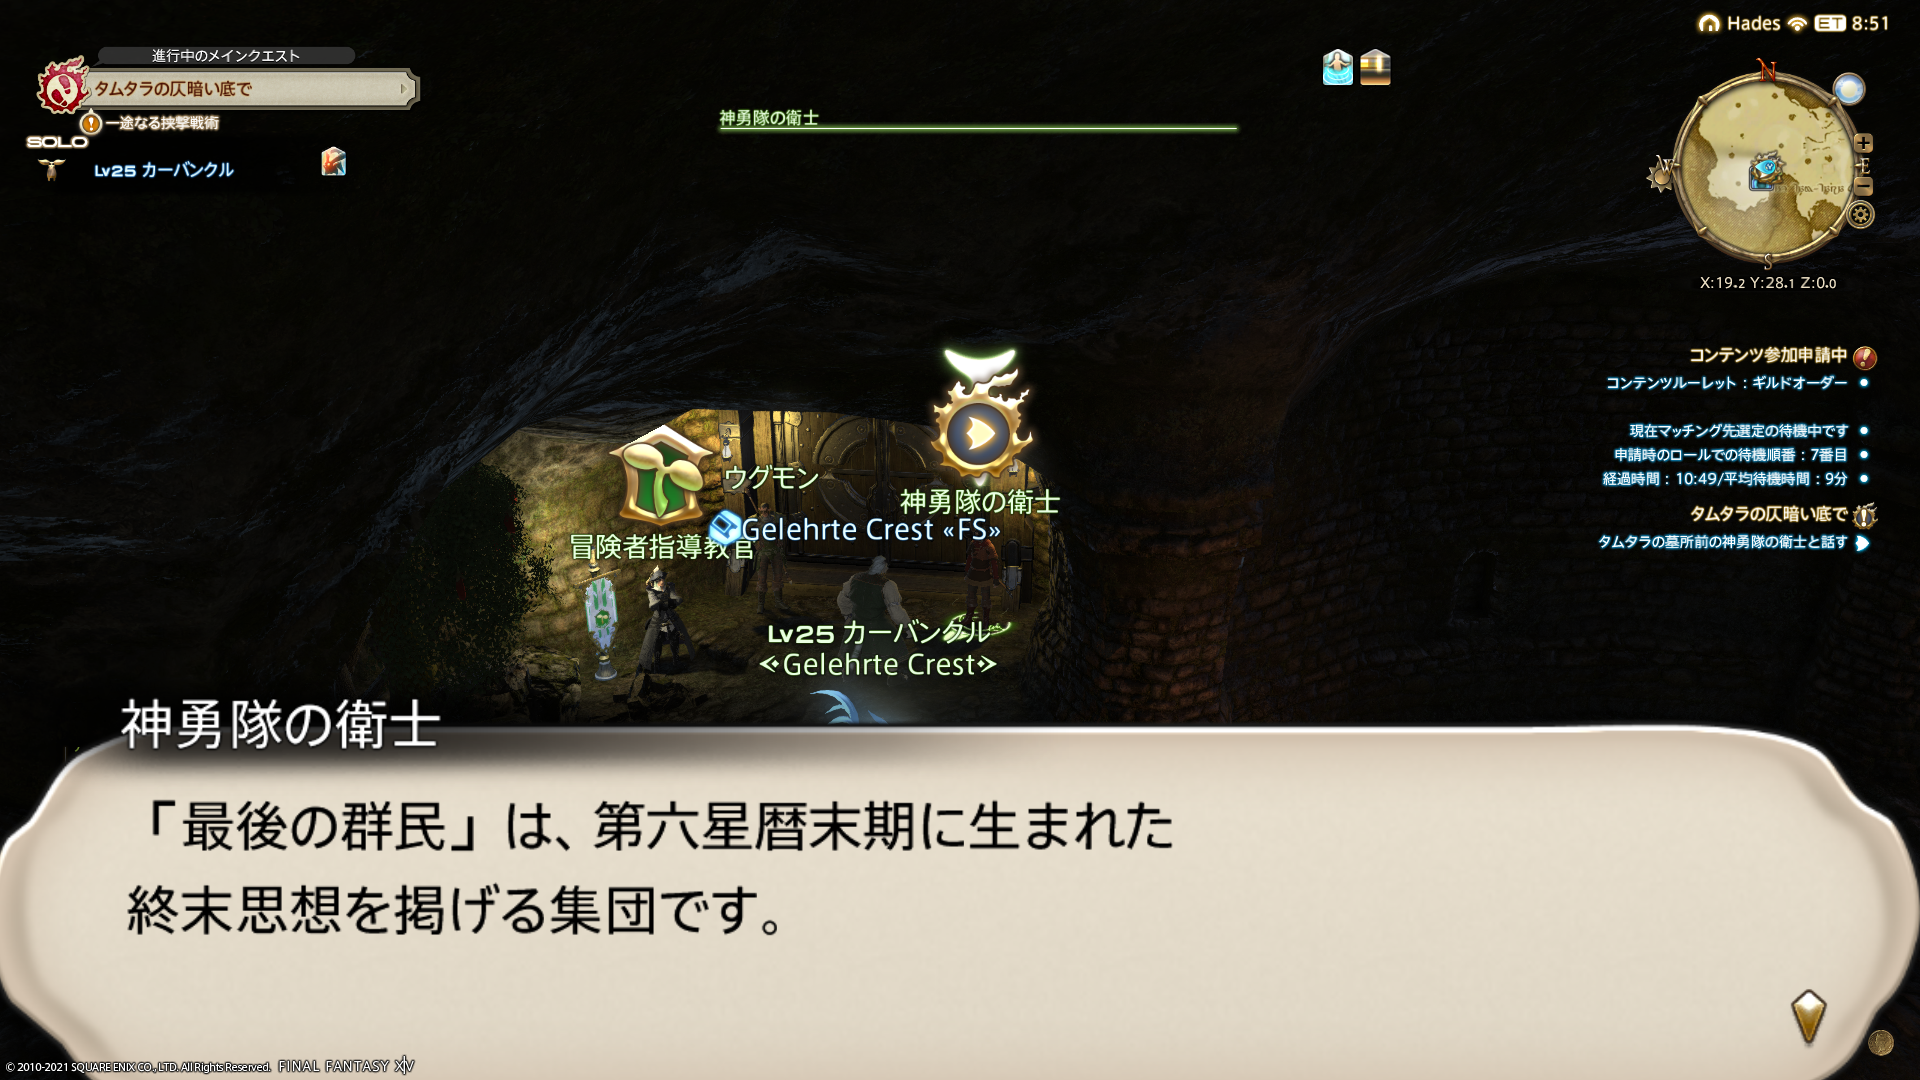 Hades ET 8:51
進行中のメインクエスト
タムタラの仄暗い底で
一途なる挟撃戦術
SOLO
Lv25 カーバンクル
神勇隊の衛士
N
W
E
S
X:19.2 Y:28.1 Z:0.0
コンテンツ参加申請中
コンテンツルーレット：ギルドオーダー
現在マッチング先選定の待機中です
申請時のロールでの待機順番：7番目
経過時間：10:49/平均待機時間：9分
タムタラの仄暗い底で
タムタラの墓所前の神勇隊の衛士と話す
ウグモン
神勇隊の衛士
Gelehrte Crest «FS»
冒険者指導教官
Lv25 カーバンクル
«Gelehrte Crest»
神勇隊の衛士
「最後の群民」は、第六星暦末期に生まれた
終末思想を掲げる集団です。
© 2010-2021 SQUARE ENIX CO., LTD. All Rights Reserved. FINAL FANTASY XIV